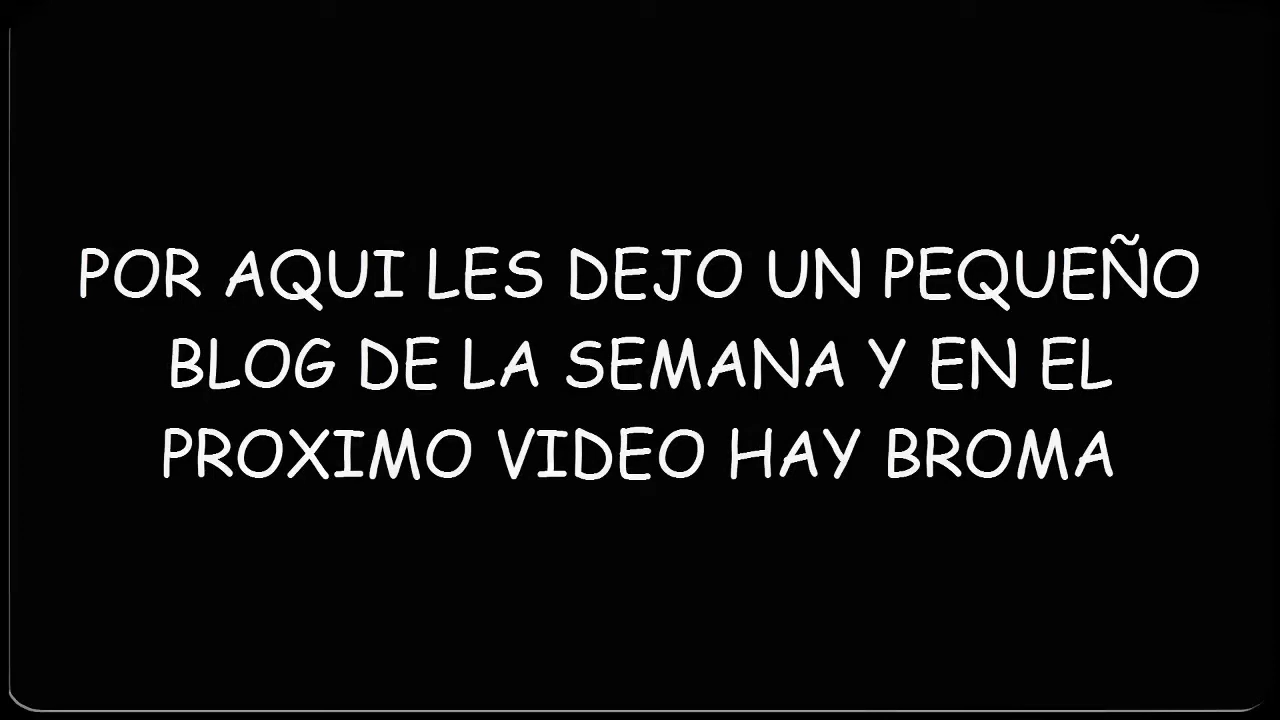 POR AQUI LES DEJO UN PEQUEÑO
BLOG DE LA SEMANA Y EN EL
PROXIMO VIDEO HAY BROMA